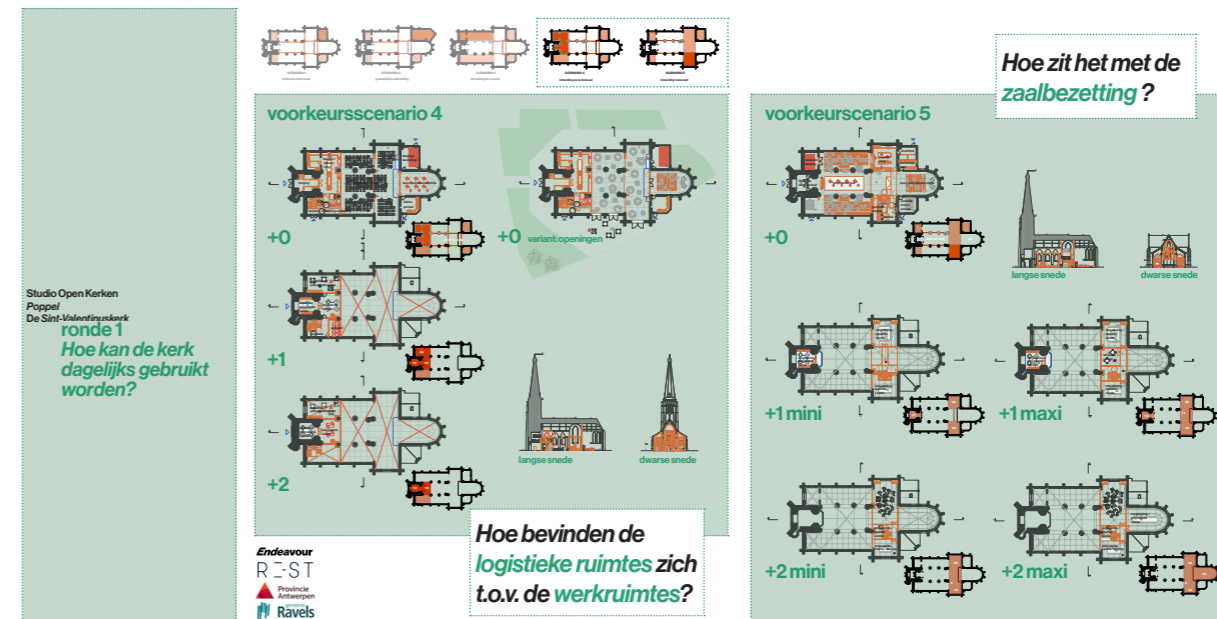 Studio Open Kerken
Poppel
De Sint-Valentinuskerk
ronde 1
Hoe kan de kerk
dagelijks gebruikt
worden?
voorkeursscenario 4
+0
+0 variant: openingen
+1
+2
langse snede
dwarse snede
Hoe bevinden de
logistieke ruimtes zich
t.o.v. de werkruimtes?
Endeavour
RE-ST
Provincie
Antwerpen
Ravels
Hoe zit het met de
zaalbezetting ?
voorkeurscenario 5
+0
langse snede
dwarse snede
+1 mini
+1 maxi
+2 mini
+2 maxi